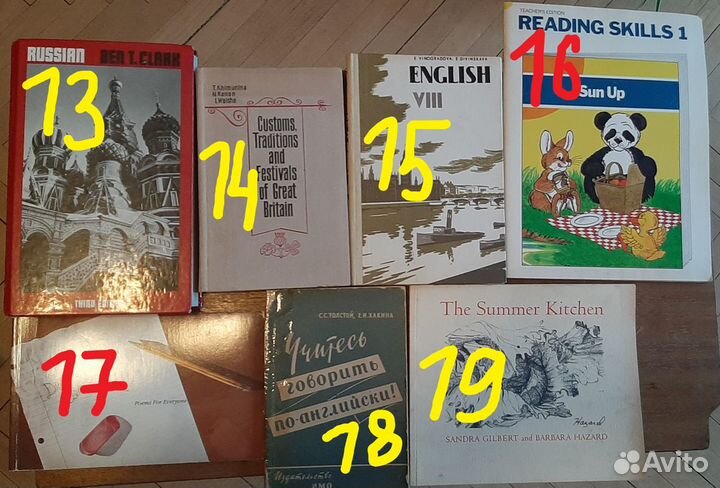 RUSSIAN BEN T. CLARK
THIRD EDITION
13
T. Khimunina
N. Konon
I. Walshe
Customs,
Traditions
and
Festivals
of Great
Britain
14
E. VINOGRADOVA, E. DIVINSKAYA
ENGLISH
VIII
15
TEACHER'S EDITION
READING SKILLS 1
Sun Up
16
Poems For Everyone
17
С.С.ТОЛСТОЙ, Е.И.ХАКИНА
Учитесь
говорить
по-английски!
Издательство
ИМО
18
The Summer Kitchen
Hazard
SANDRA GILBERT and BARBARA HAZARD
19
Avito